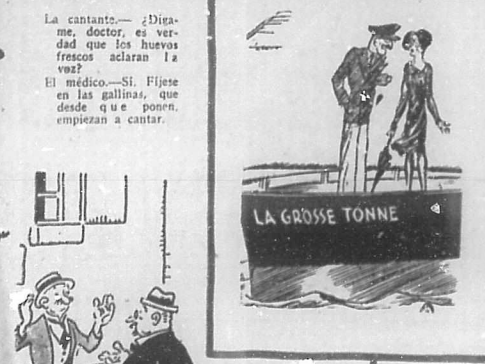 La cantante.— ¿Díga-
me, doctor, es ver-
dad que los huevos
frescos aclaran la
voz?
El médico.—Sí. Fíjese
en las gallinas, que
desde que ponen,
empiezan a cantar.
LA GROSSE TONNE